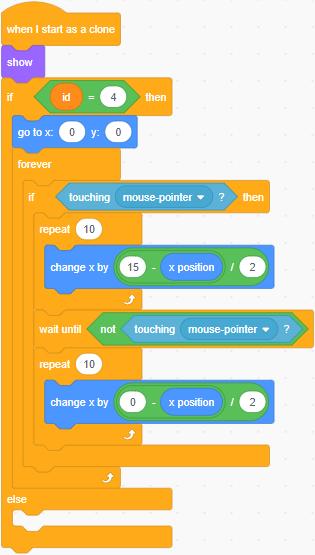 when I start as a clone
show
if id = 4 then
go to x: 0 y: 0
forever
if touching mouse-pointer ? then
repeat 10
change x by 15 - x position / 2
wait until not touching mouse-pointer ?
repeat 10
change x by 0 - x position / 2
else